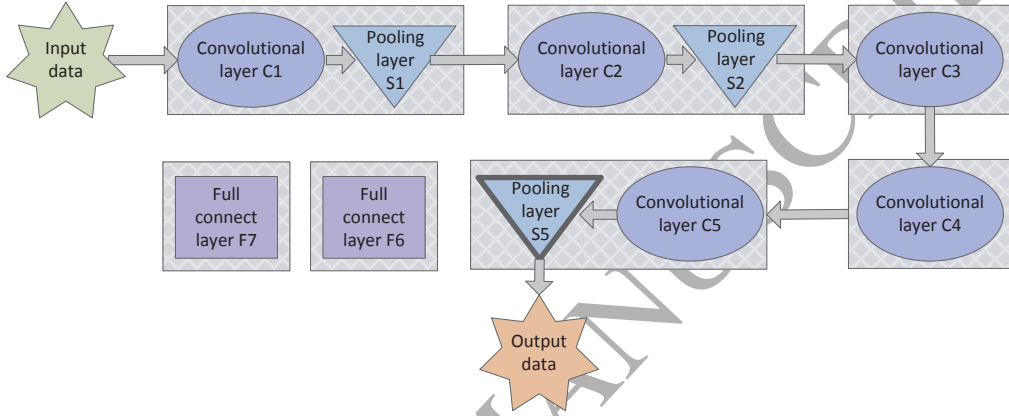 Input
data
Convolutional
layer C1
Pooling
layer
S1
Convolutional
layer C2
Pooling
layer
S2
Convolutional
layer C3
Full
connect
layer F7
Full
connect
layer F6
Pooling
layer
S5
Convolutional
layer C5
Convolutional
layer C4
Output
data